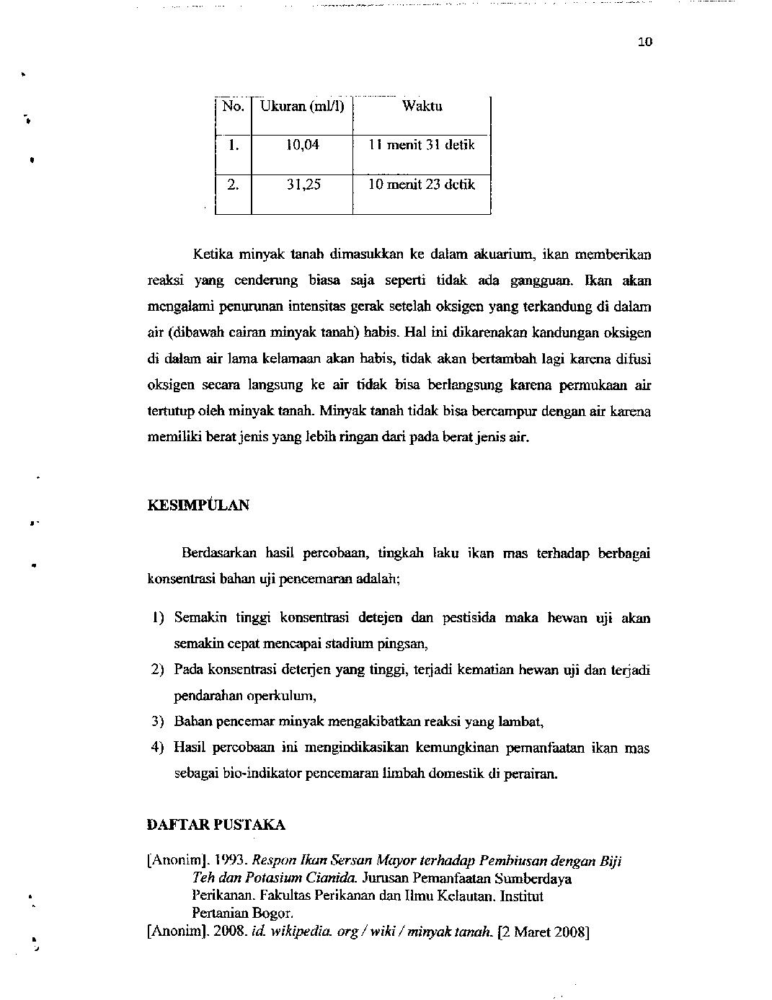 10
No. Ukuran (ml/l) Waktu
1. 10,04 11 menit 31 detik
2. 31,25 10 menit 23 detik
Ketika minyak tanah dimasukkan ke dalam akuarium, ikan memberikan
reaksi yang cenderung biasa saja seperti tidak ada gangguan. Ikan akan
mengalami penurunan intensitas gerak setelah oksigen yang terkandung di dalam
air (dibawah cairan minyak tanah) habis. Hal ini dikarenakan kandungan oksigen
di dalam air lama kelamaan akan habis, tidak akan bertambah lagi karena difusi
oksigen secara langsung ke air tidak bisa berlangsung karena permukaan air
tertutup oleh minyak tanah. Minyak tanah tidak bisa bercampur dengan air karena
memiliki berat jenis yang lebih ringan dari pada berat jenis air.
KESIMPULAN
Berdasarkan hasil percobaan, tingkah laku ikan mas terhadap berbagai
konsentrasi bahan uji pencemaran adalah;
1) Semakin tinggi konsentrasi detejen dan pestisida maka hewan uji akan
semakin cepat mencapai stadium pingsan,
2) Pada konsentrasi deterjen yang tinggi, terjadi kematian hewan uji dan terjadi
pendarahan operkulum,
3) Bahan pencemar minyak mengakibatkan reaksi yang lambat,
4) Hasil percobaan ini mengindikasikan kemungkinan pemanfaatan ikan mas
sebagai bio-indikator pencemaran limbah domestik di perairan.
DAFTAR PUSTAKA
[Anonim]. 1993. Respon Ikan Sersan Mayor terhadap Pembiusan dengan Biji
Teh dan Potasium Cianida. Jurusan Pemanfaatan Sumberdaya
Perikanan. Fakultas Perikanan dan Ilmu Kelautan. Institut
Pertanian Bogor.
[Anonim]. 2008. id. wikipedia. org / wiki / minyak tanah. [2 Maret 2008]